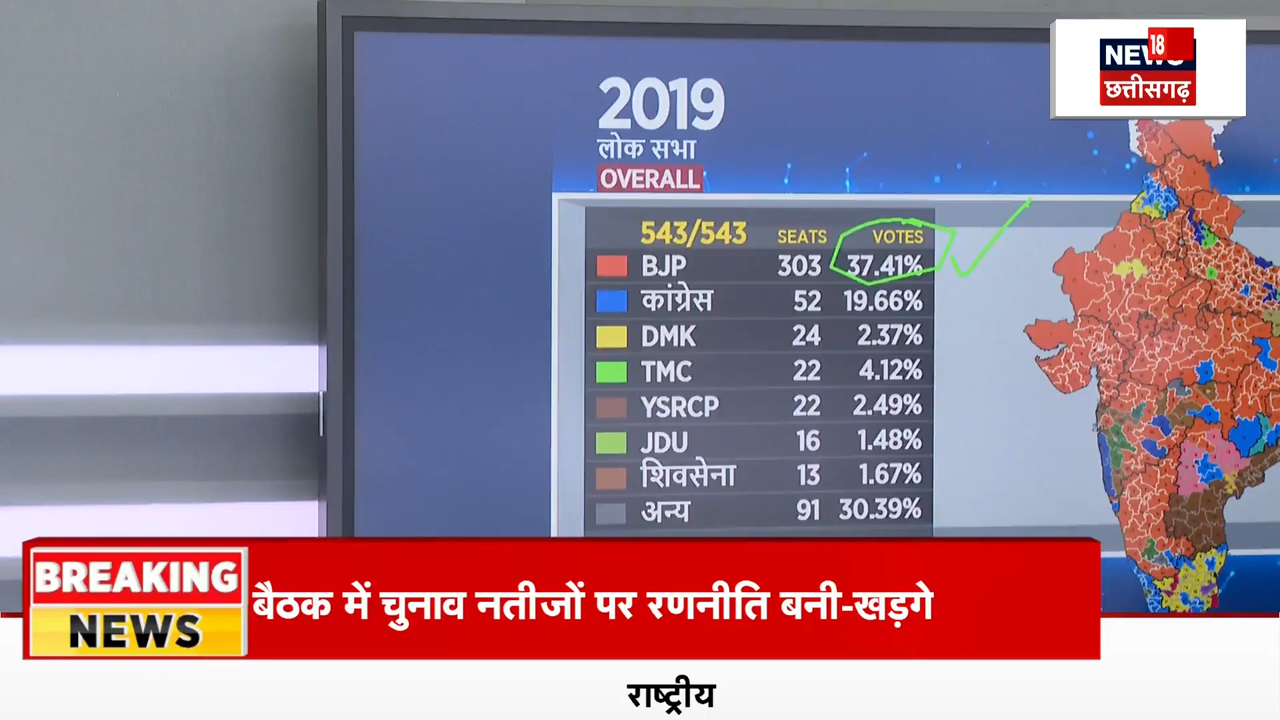 NEWS 18
छत्तीसगढ़
2019
लोक सभा
OVERALL
543/543 SEATS VOTES
BJP 303 37.41%
कांग्रेस 52 19.66%
DMK 24 2.37%
TMC 22 4.12%
YSRCP 22 2.49%
JDU 16 1.48%
शिवसेना 13 1.67%
अन्य 91 30.39%
BREAKING
NEWS
बैठक में चुनाव नतीजों पर रणनीति बनी-खड़गे
राष्ट्रीय